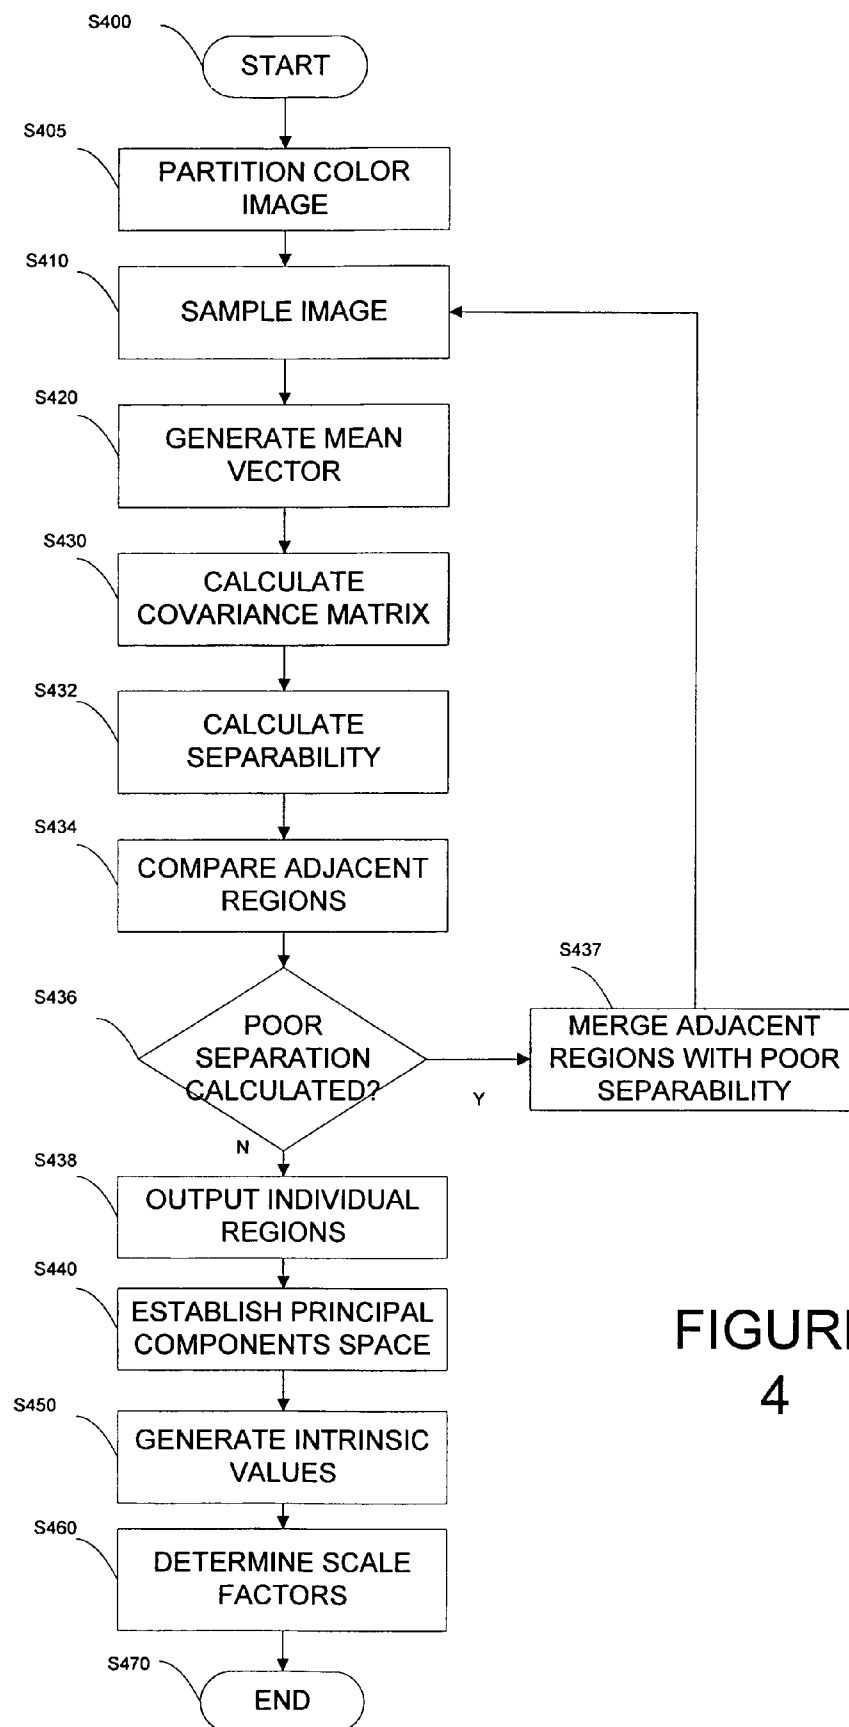 S400
START
S405
PARTITION COLOR
IMAGE
S410
SAMPLE IMAGE
S420
GENERATE MEAN
VECTOR
S430
CALCULATE
COVARIANCE MATRIX
S432
CALCULATE
SEPARABILITY
S434
COMPARE ADJACENT
REGIONS
S436
POOR
SEPARATION
CALCULATED?
Y
S437
MERGE ADJACENT
REGIONS WITH POOR
SEPARABILITY
N
S438
OUTPUT INDIVIDUAL
REGIONS
S440
ESTABLISH PRINCIPAL
COMPONENTS SPACE
S450
GENERATE INTRINSIC
VALUES
S460
DETERMINE SCALE
FACTORS
S470
END
FIGURE
4